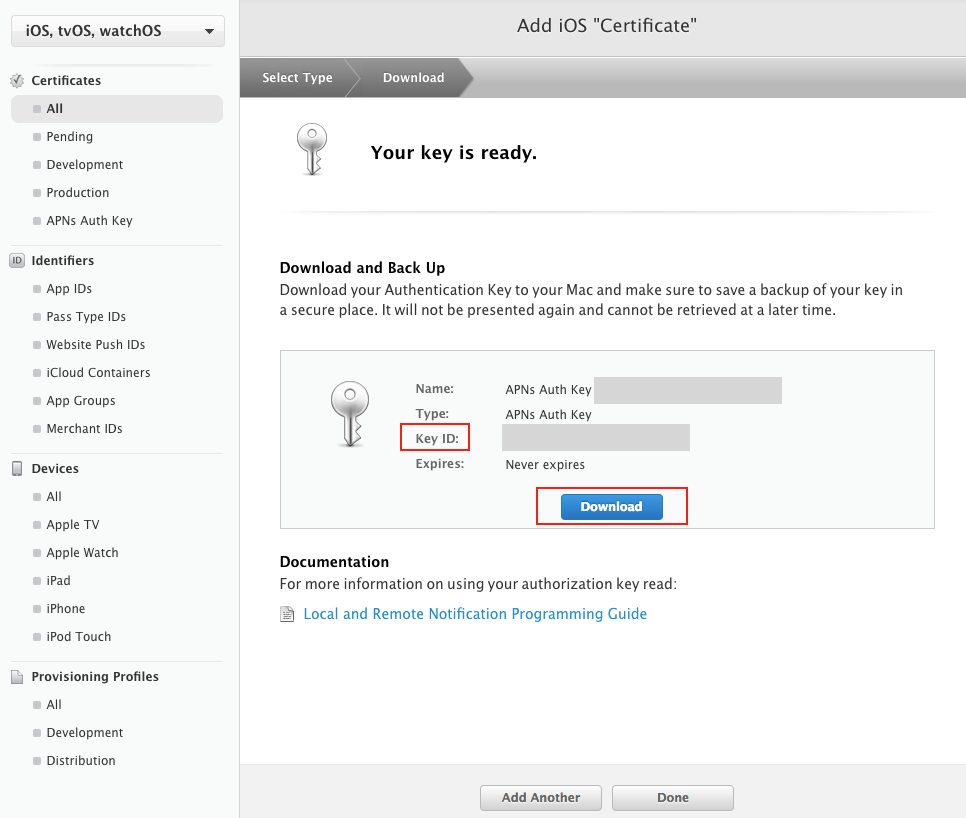 iOS, tvOS, watchOS
Certificates
All
Pending
Development
Production
APNs Auth Key
ID Identifiers
App IDs
Pass Type IDs
Website Push IDs
iCloud Containers
App Groups
Merchant IDs
Devices
All
Apple TV
Apple Watch
iPad
iPhone
iPod Touch
Provisioning Profiles
All
Development
Distribution
Add iOS "Certificate"
Select Type Download
Your key is ready.
Download and Back Up
Download your Authentication Key to your Mac and make sure to save a backup of your key in
a secure place. It will not be presented again and cannot be retrieved at a later time.
Name: APNs Auth Key
Type: APNs Auth Key
Key ID:
Expires: Never expires
Download
Documentation
For more information on using your authorization key read:
Local and Remote Notification Programming Guide
Add Another Done